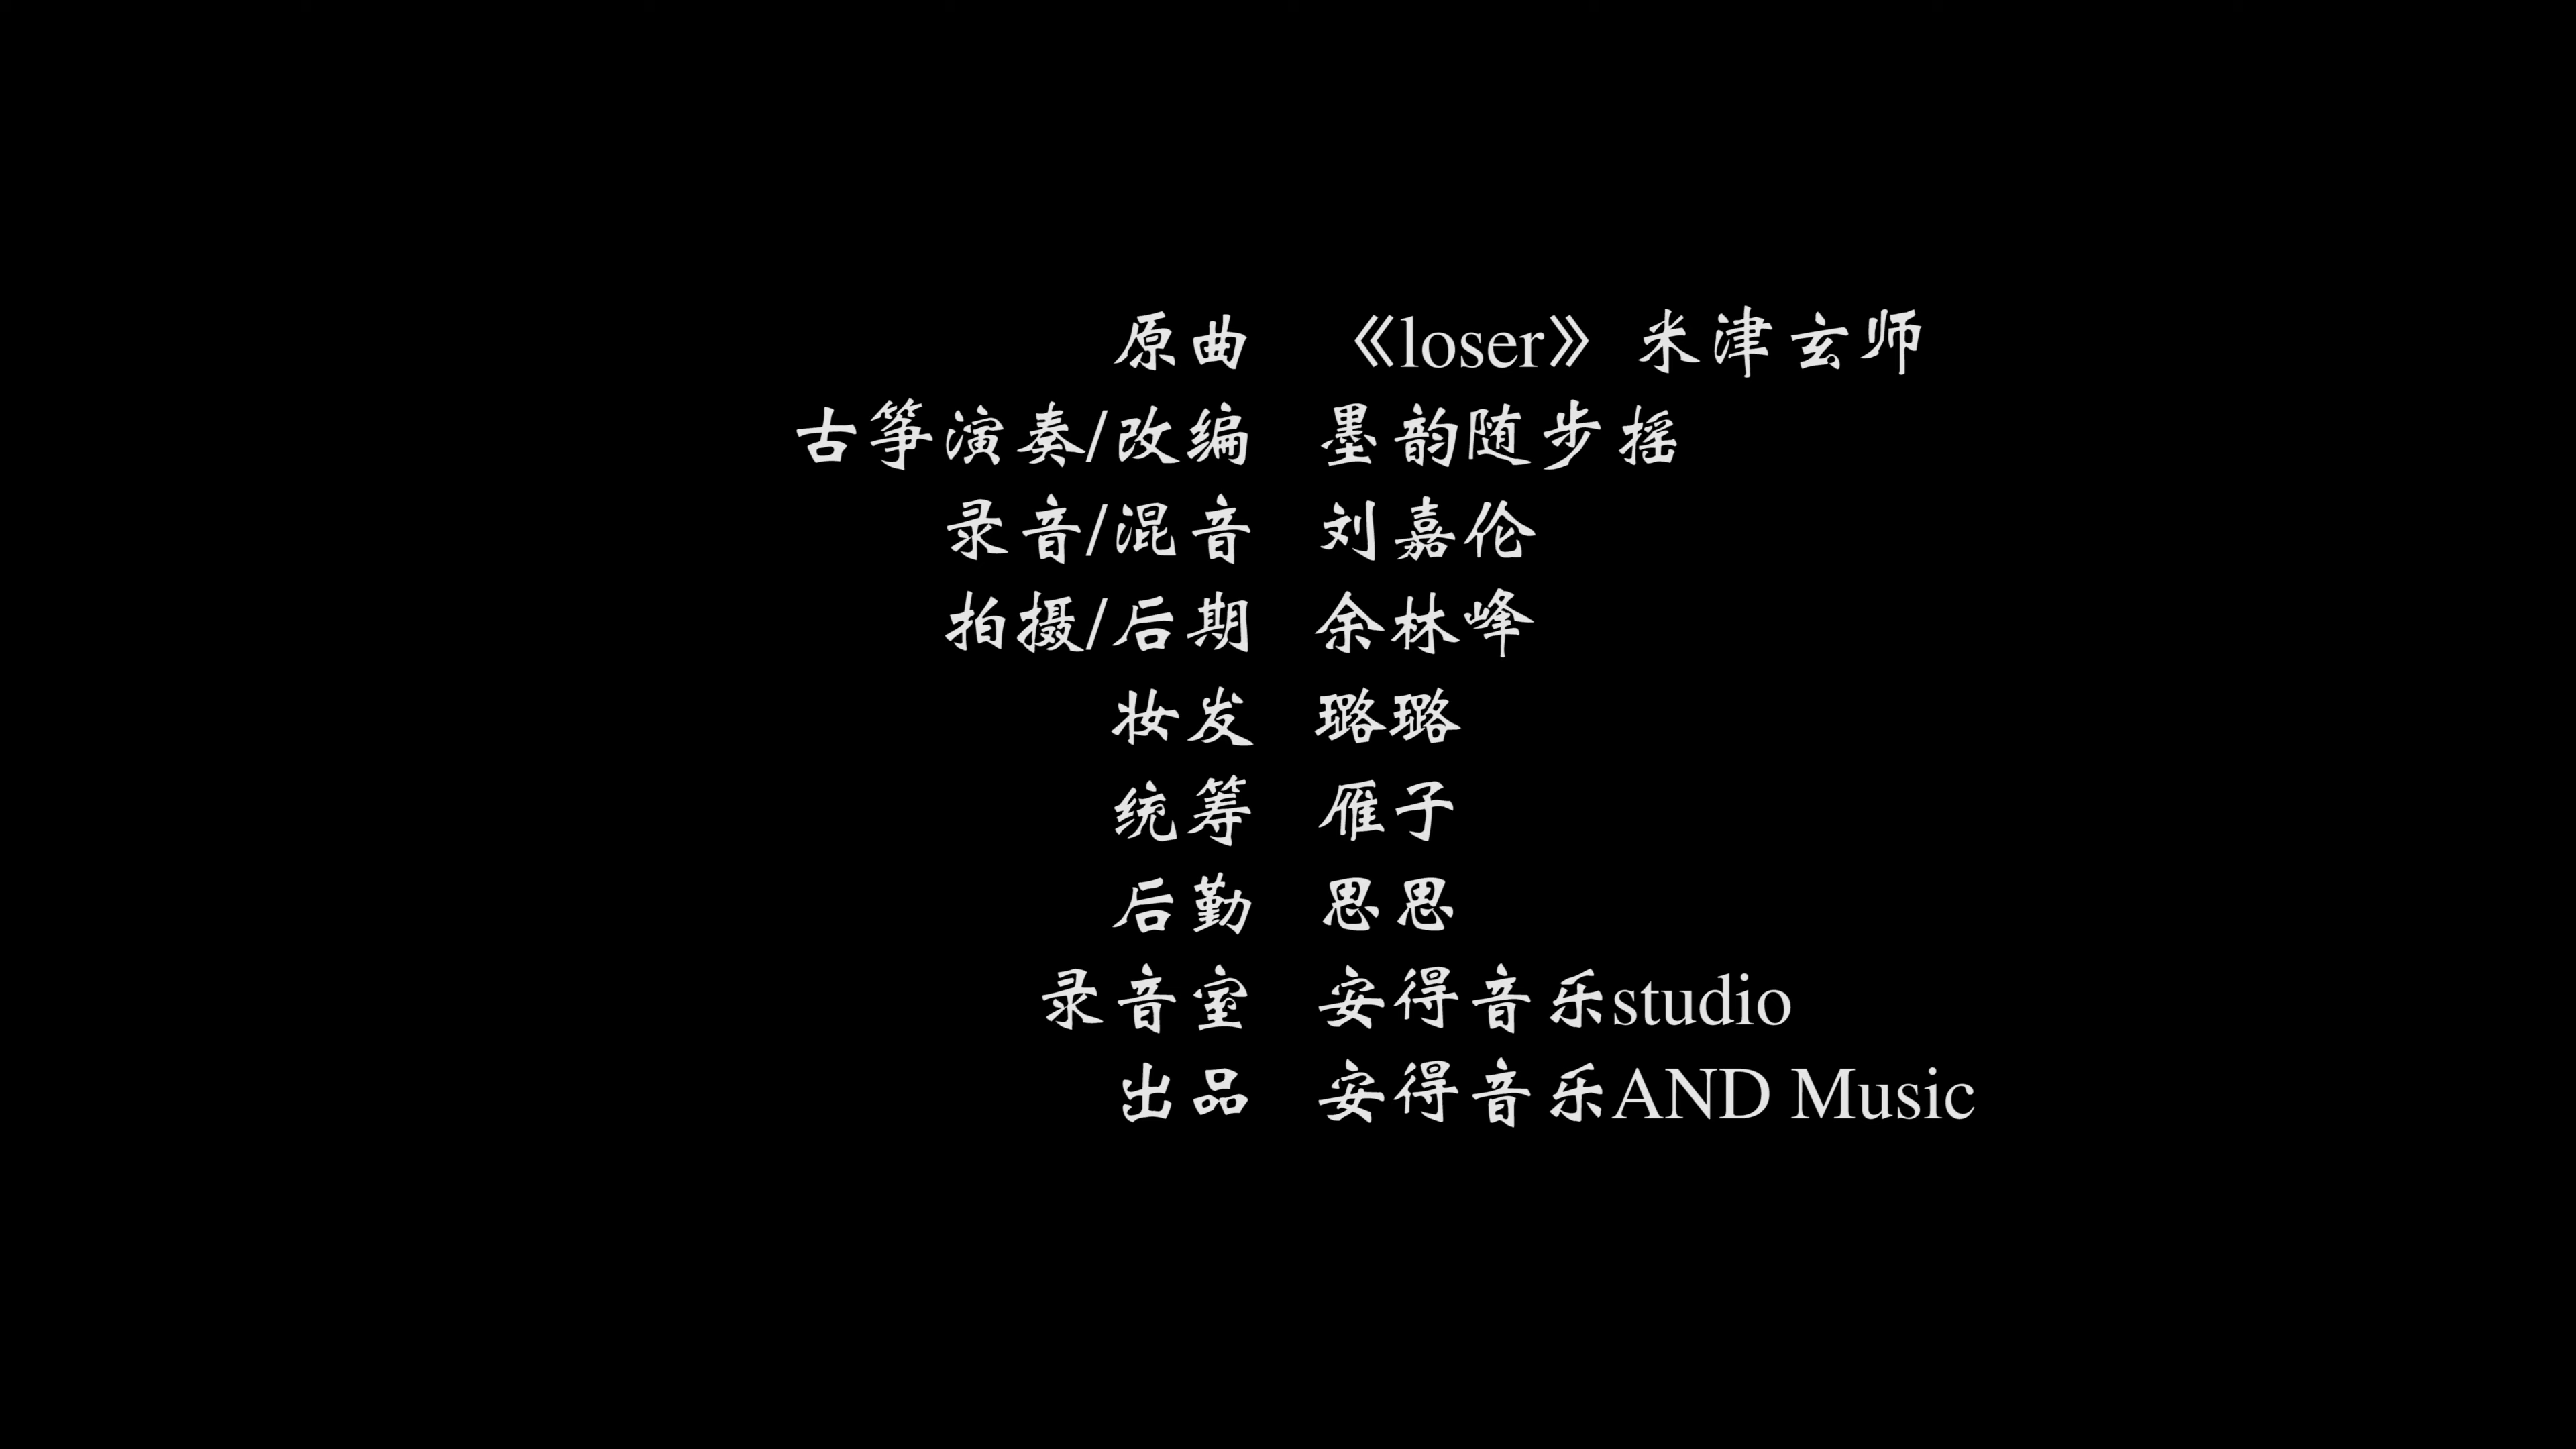 原曲 《loser》 米津玄师
古筝演奏/改编 墨韵随步摇
录音/混音 刘嘉伦
拍摄/后期 余林峰
妆发 璐璐
统筹 雁子
后勤 思思
录音室 安得音乐studio
出品 安得音乐AND Music